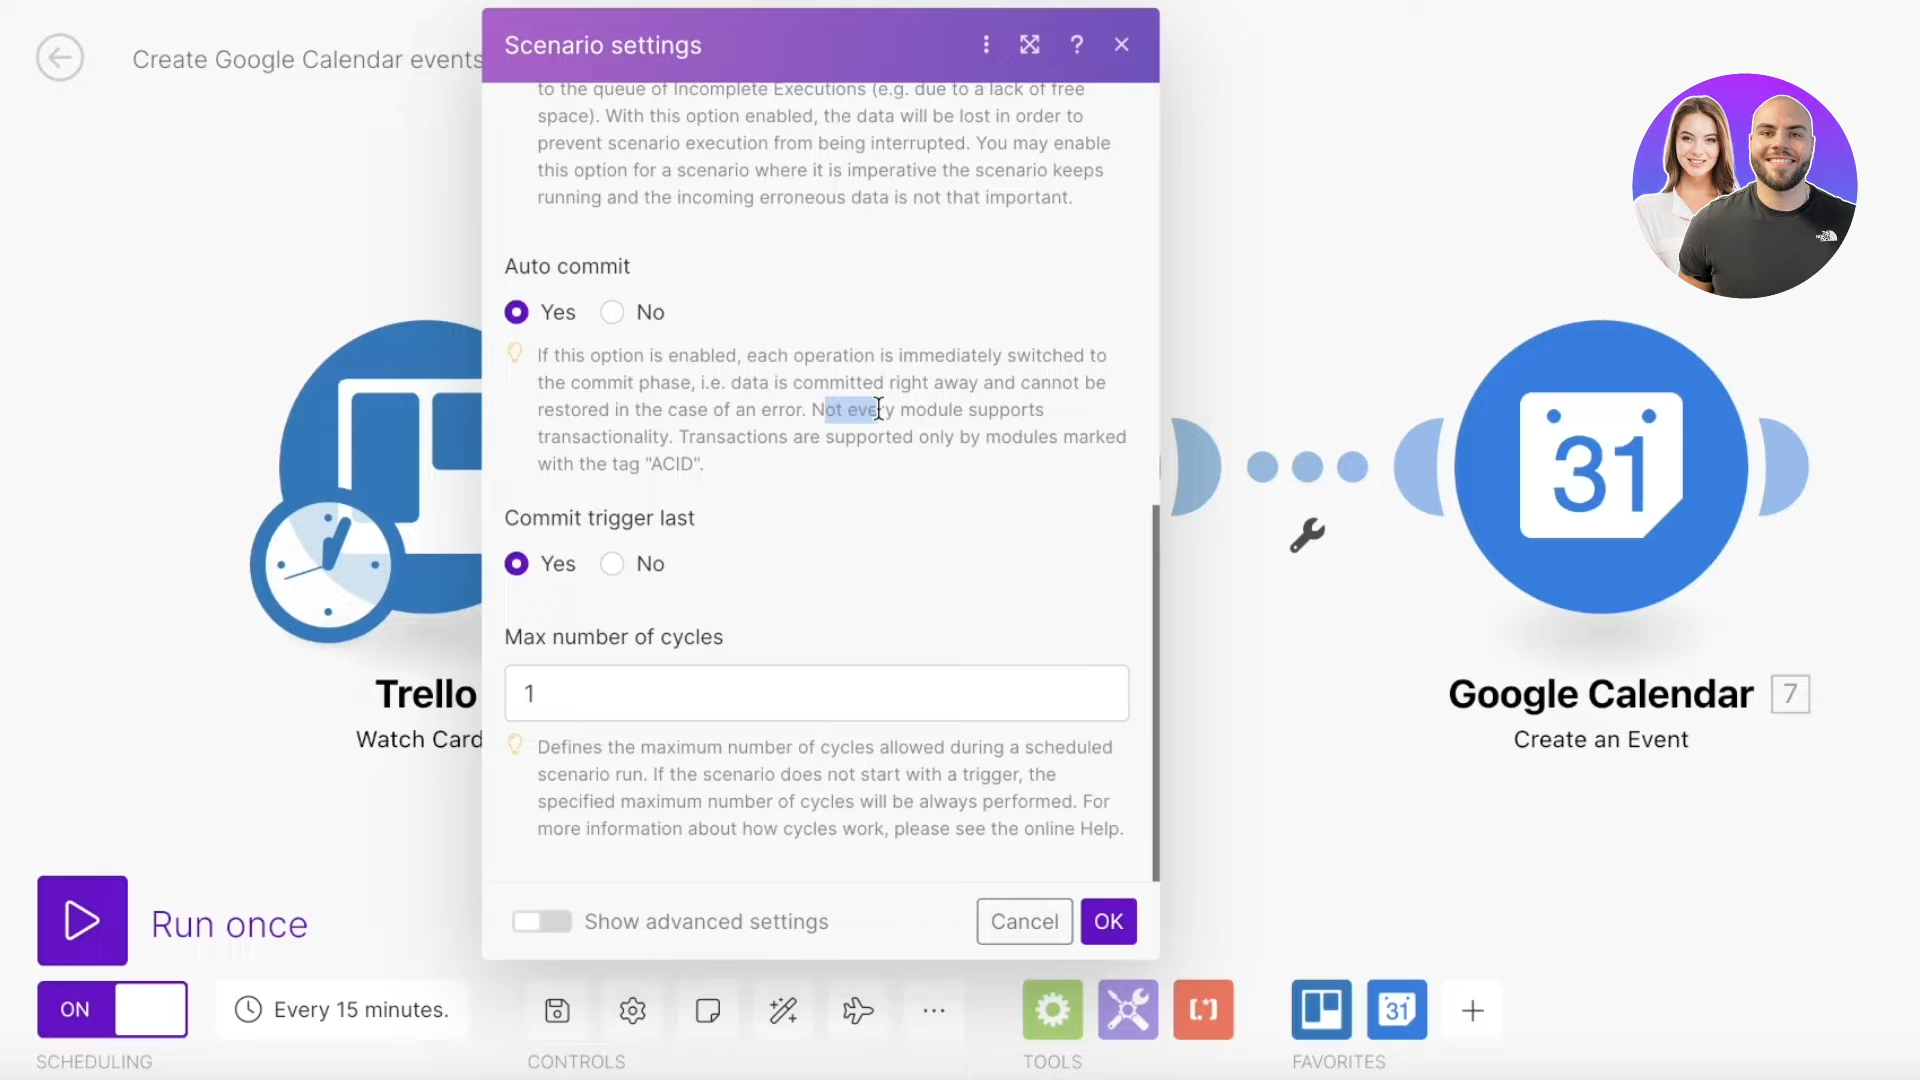 Create Google Calendar events
Scenario settings
?
to the queue of Incomplete Executions (e.g. due to a lack of free
space). With this option enabled, the data will be lost in order to
prevent scenario execution from being interrupted. You may enable
this option for a scenario where it is imperative the scenario keeps
running and the incoming erroneous data is not that important.
Auto commit
Yes
No
If this option is enabled, each operation is immediately switched to
the commit phase, i.e. data is committed right away and cannot be
restored in the case of an error. Not every module supports
transactionality. Transactions are supported only by modules marked
with the tag "ACID".
Commit trigger last
Yes
No
Max number of cycles
1
Defines the maximum number of cycles allowed during a scheduled
scenario run. If the scenario does not start with a trigger, the
specified maximum number of cycles will be always performed. For
more information about how cycles work, please see the online Help.
Show advanced settings
Cancel
OK
Trello
Watch Card
31
Google Calendar 7
Create an Event
THE NORTH FACE
Run once
ON
Every 15 minutes.
[.*]
31
SCHEDULING
CONTROLS
TOOLS
FAVORITES